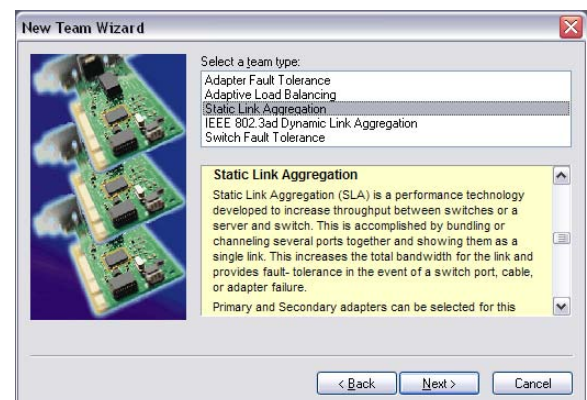 New Team Wizard
Select a team type:
Adapter Fault Tolerance
Adaptive Load Balancing
Static Link Aggregation
IEEE 802.3ad Dynamic Link Aggregation
Switch Fault Tolerance
Static Link Aggregation
Static Link Aggregation (SLA) is a performance technology
developed to increase throughput between switches or a
server and switch. This is accomplished by bundling or
channeling several ports together and showing them as a
single link. This increases the total bandwidth for the link and
provides fault- tolerance in the event of a switch port, cable,
or adapter failure.
Primary and Secondary adapters can be selected for this
< Back
Next >
Cancel